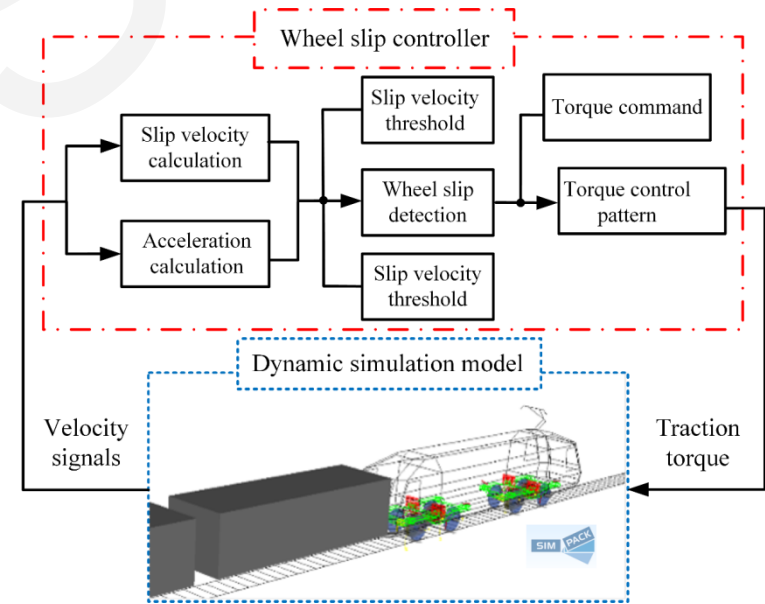 Wheel slip controller
Slip velocity
calculation
Acceleration
calculation
Slip velocity
threshold
Wheel slip
detection
Slip velocity
threshold
Torque command
Torque control
pattern
Dynamic simulation model
Velocity
signals
Traction
torque
SIM PACK